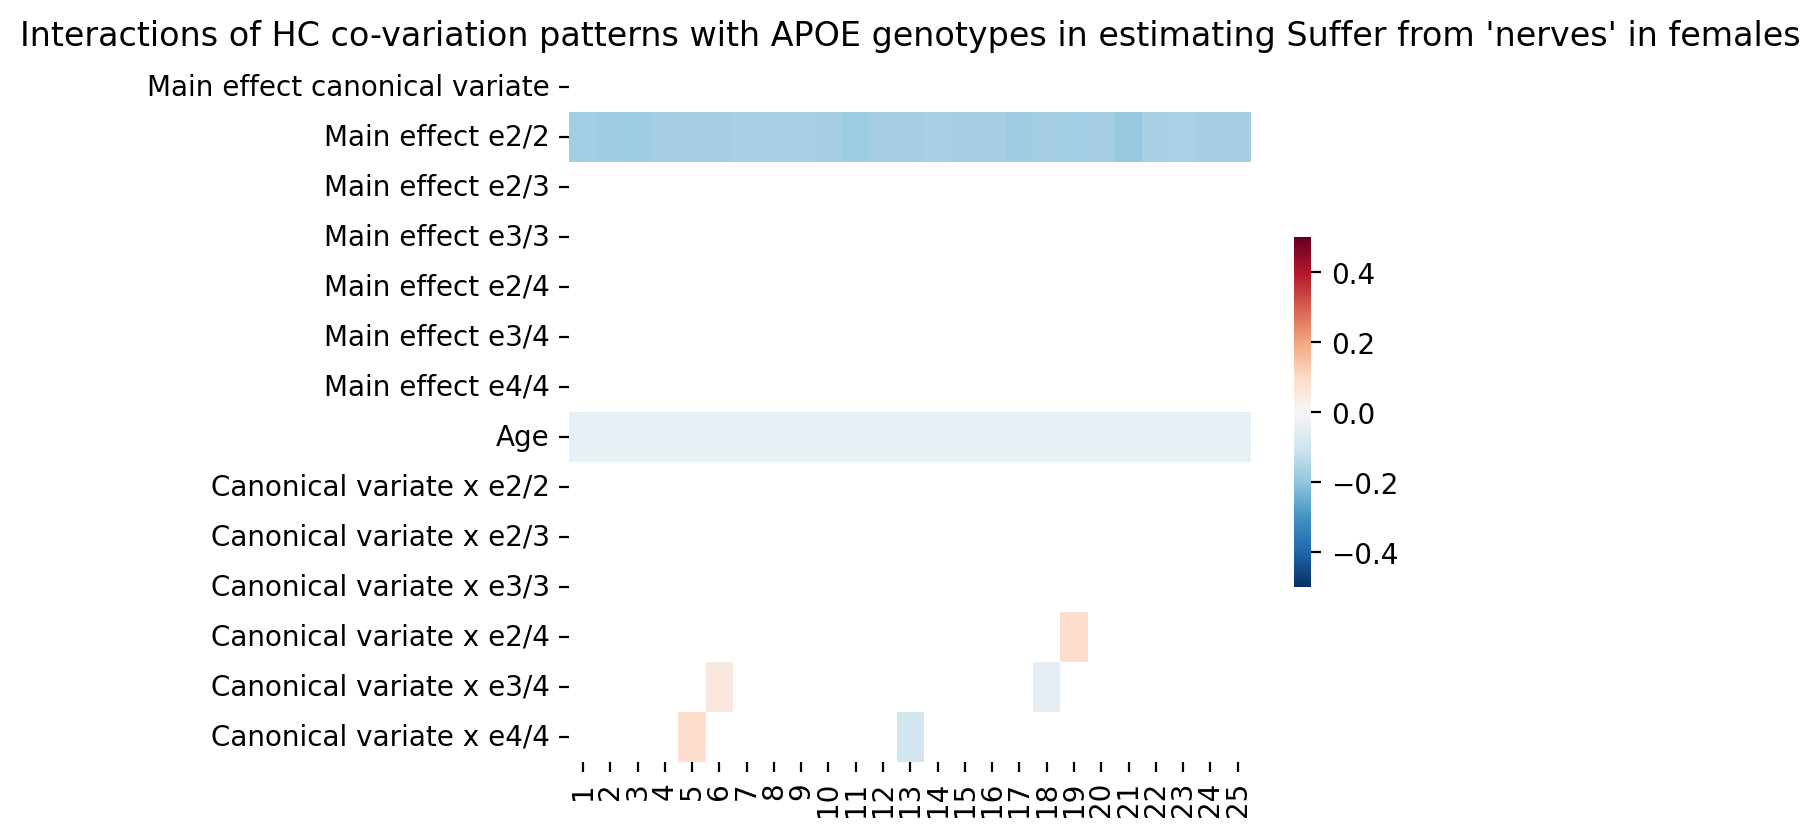 Interactions of HC co-variation patterns with APOE genotypes in estimating Suffer from 'nerves' in females
Main effect canonical variate
Main effect e2/2
Main effect e2/3
Main effect e3/3
Main effect e2/4
Main effect e3/4
Main effect e4/4
Age
Canonical variate x e2/2
Canonical variate x e2/3
Canonical variate x e3/3
Canonical variate x e2/4
Canonical variate x e3/4
Canonical variate x e4/4
1 2 3 4 5 6 7 8 9 10 11 12 13 14 15 16 17 18 19 20 21 22 23 24 25
0.4
0.2
0.0
−0.2
−0.4